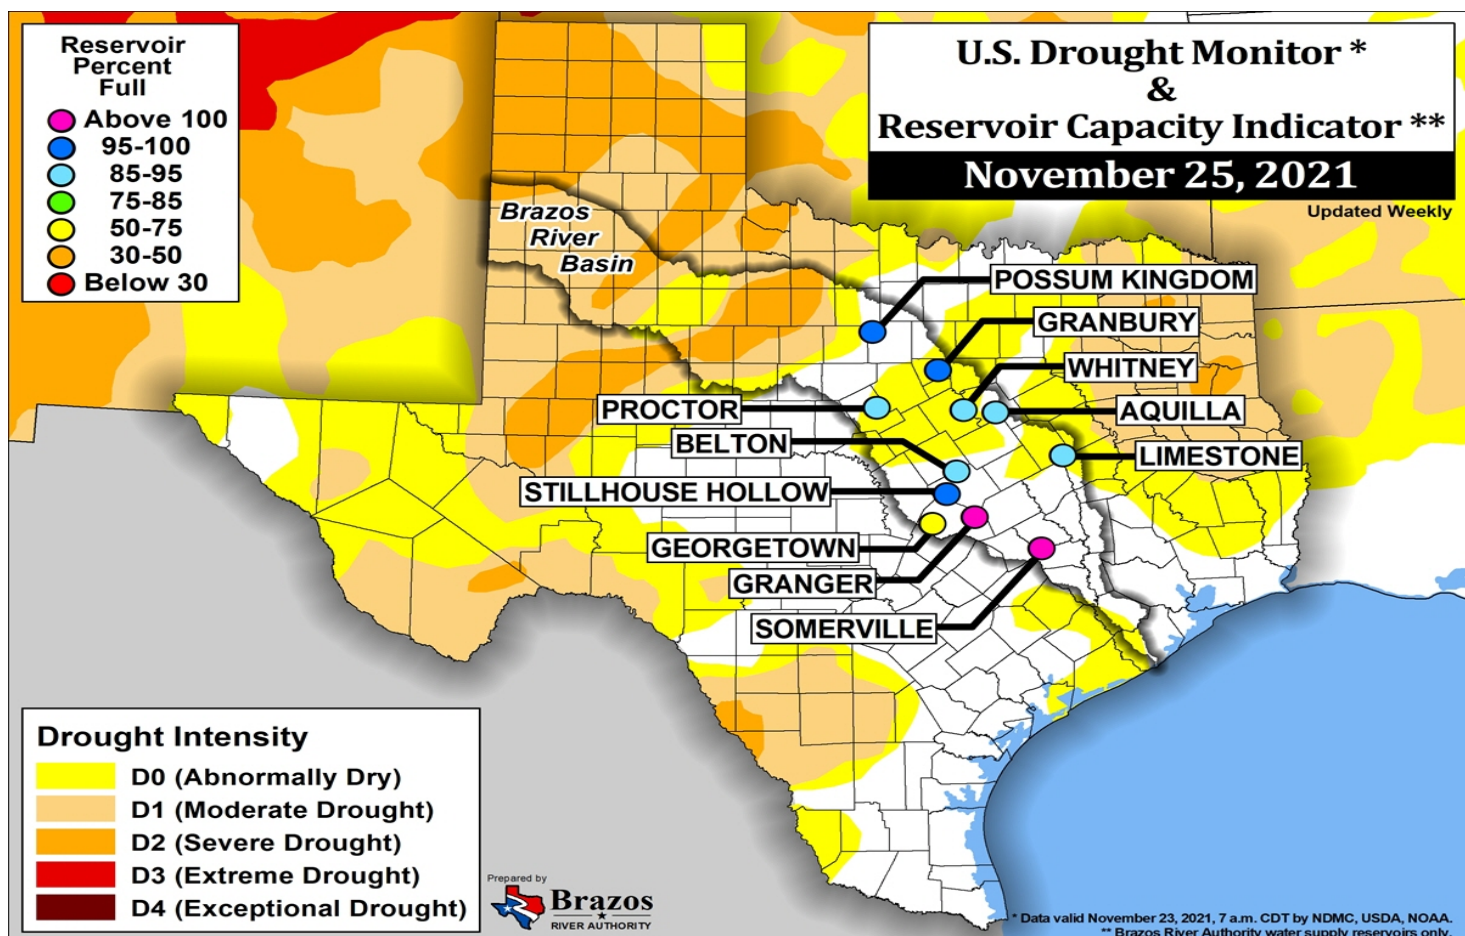 Reservoir
Percent
Full
Above 100
95-100
85-95
75-85
50-75
30-50
Below 30
U.S. Drought Monitor *
&
Reservoir Capacity Indicator **
November 25, 2021
Updated Weekly
Brazos
River
Basin
POSSUM KINGDOM
GRANBURY
WHITNEY
PROCTOR
AQUILLA
BELTON
LIMESTONE
STILLHOUSE HOLLOW
GEORGETOWN
GRANGER
SOMERVILLE
Drought Intensity
D0 (Abnormally Dry)
D1 (Moderate Drought)
D2 (Severe Drought)
D3 (Extreme Drought)
D4 (Exceptional Drought)
Prepared by
Brazos
RIVER AUTHORITY
* Data valid November 23, 2021, 7 a.m. CDT by NDMC, USDA, NOAA.
** Brazos River Authority water supply reservoirs only.